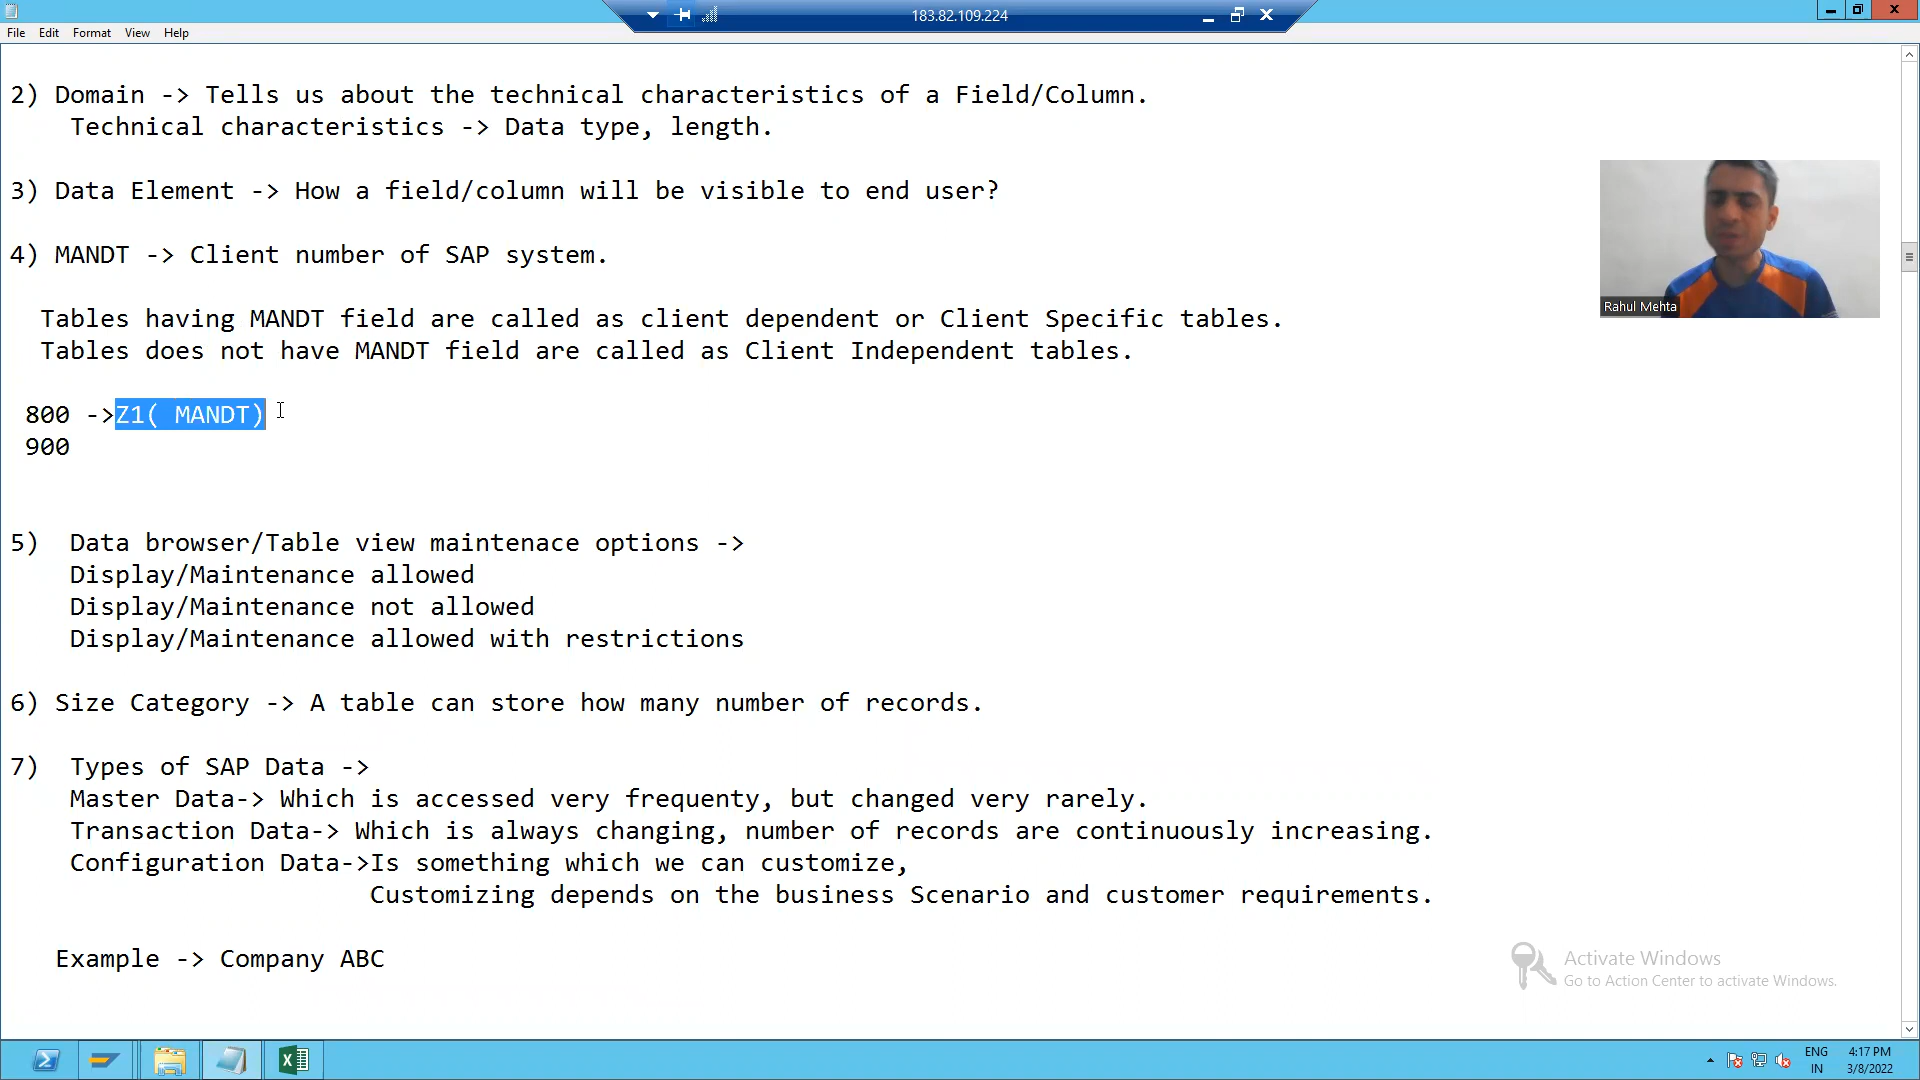 183.82.109.224
File Edit Format View Help
2) Domain -> Tells us about the technical characteristics of a Field/Column.
Technical characteristics -> Data type, length.
3) Data Element -> How a field/column will be visible to end user?
4) MANDT -> Client number of SAP system.
Tables having MANDT field are called as client dependent or Client Specific tables.
Tables does not have MANDT field are called as Client Independent tables.
800 ->Z1( MANDT)
900
5) Data browser/Table view maintenace options ->
Display/Maintenance allowed
Display/Maintenance not allowed
Display/Maintenance allowed with restrictions
6) Size Category -> A table can store how many number of records.
7) Types of SAP Data ->
Master Data-> Which is accessed very frequenty, but changed very rarely.
Transaction Data-> Which is always changing, number of records are continuously increasing.
Configuration Data->Is something which we can customize,
Customizing depends on the business Scenario and customer requirements.
Example -> Company ABC
Rahul Mehta
Activate Windows
Go to Action Center to activate Windows.
ENG
IN
4:17 PM
3/8/2022